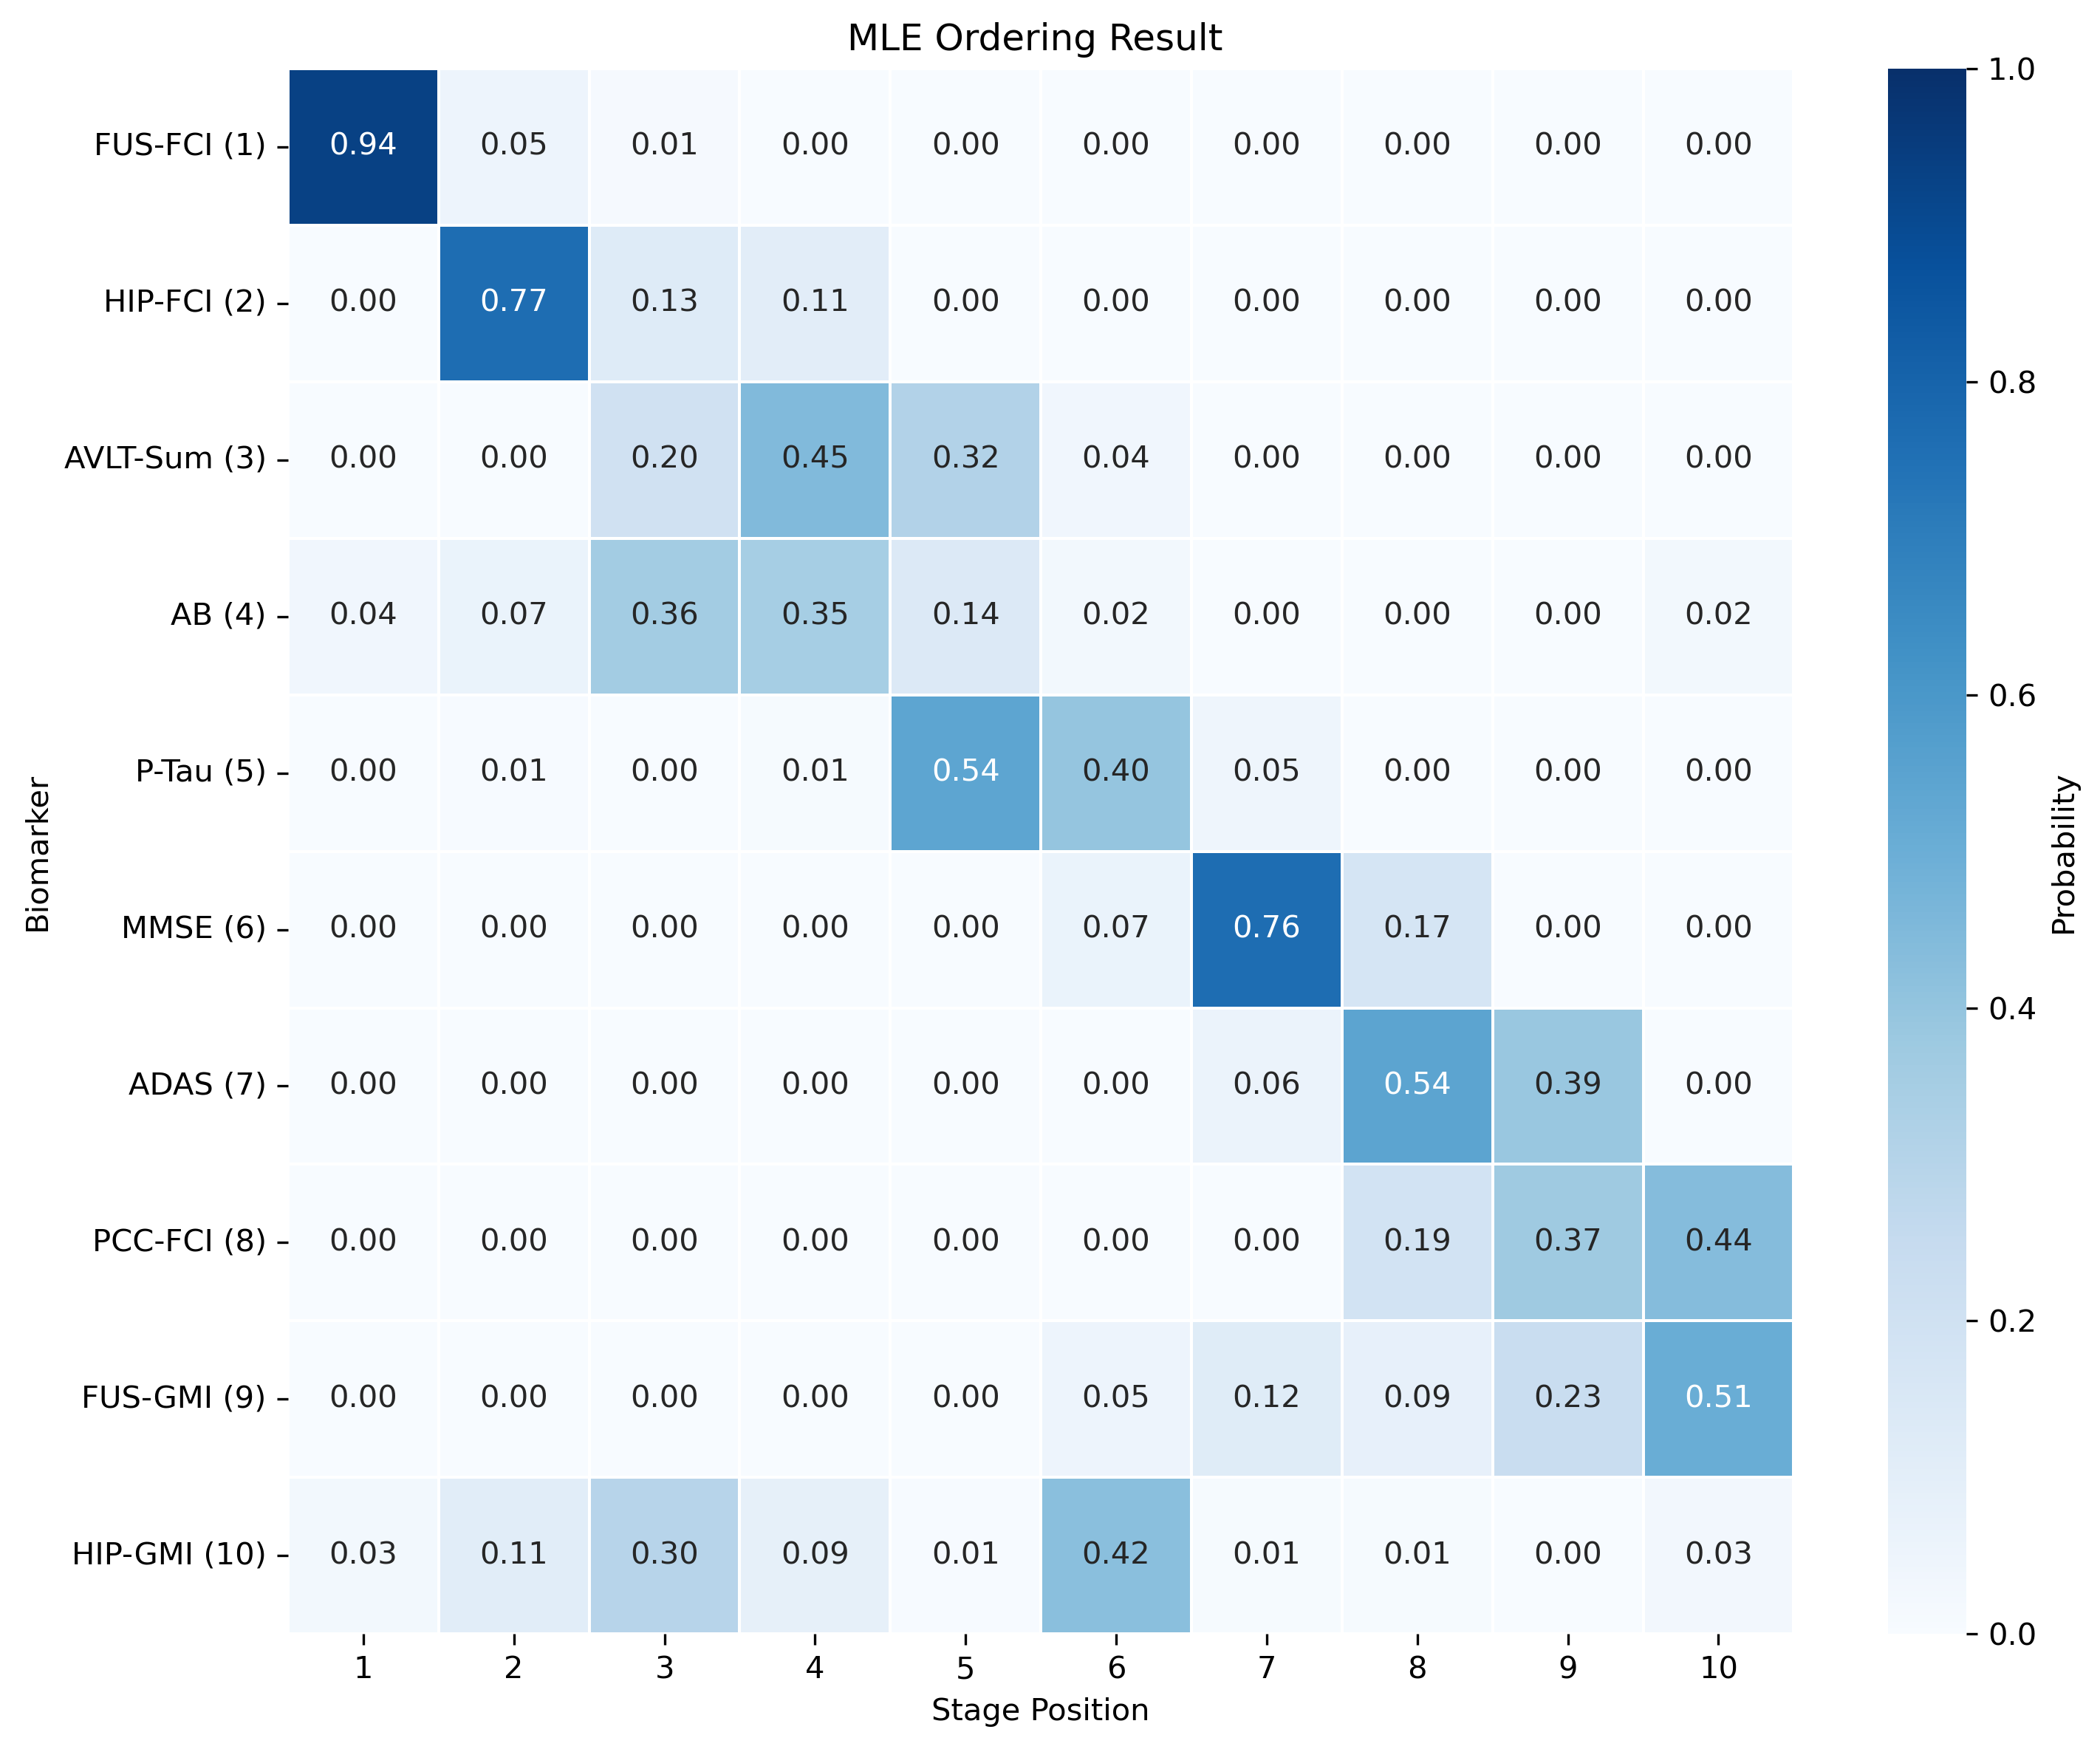 MLE Ordering Result
FUS-FCI (1) 0.94 0.05 0.01 0.00 0.00 0.00 0.00 0.00 0.00 0.00
HIP-FCI (2) 0.00 0.77 0.13 0.11 0.00 0.00 0.00 0.00 0.00 0.00
AVLT-Sum (3) 0.00 0.00 0.20 0.45 0.32 0.04 0.00 0.00 0.00 0.00
AB (4) 0.04 0.07 0.36 0.35 0.14 0.02 0.00 0.00 0.00 0.02
P-Tau (5) 0.00 0.01 0.00 0.01 0.54 0.40 0.05 0.00 0.00 0.00
MMSE (6) 0.00 0.00 0.00 0.00 0.00 0.07 0.76 0.17 0.00 0.00
ADAS (7) 0.00 0.00 0.00 0.00 0.00 0.00 0.06 0.54 0.39 0.00
PCC-FCI (8) 0.00 0.00 0.00 0.00 0.00 0.00 0.00 0.19 0.37 0.44
FUS-GMI (9) 0.00 0.00 0.00 0.00 0.00 0.05 0.12 0.09 0.23 0.51
HIP-GMI (10) 0.03 0.11 0.30 0.09 0.01 0.42 0.01 0.01 0.00 0.03
1 2 3 4 5 6 7 8 9 10
Stage Position
Biomarker
1.0
0.8
0.6
0.4
0.2
0.0
Probability